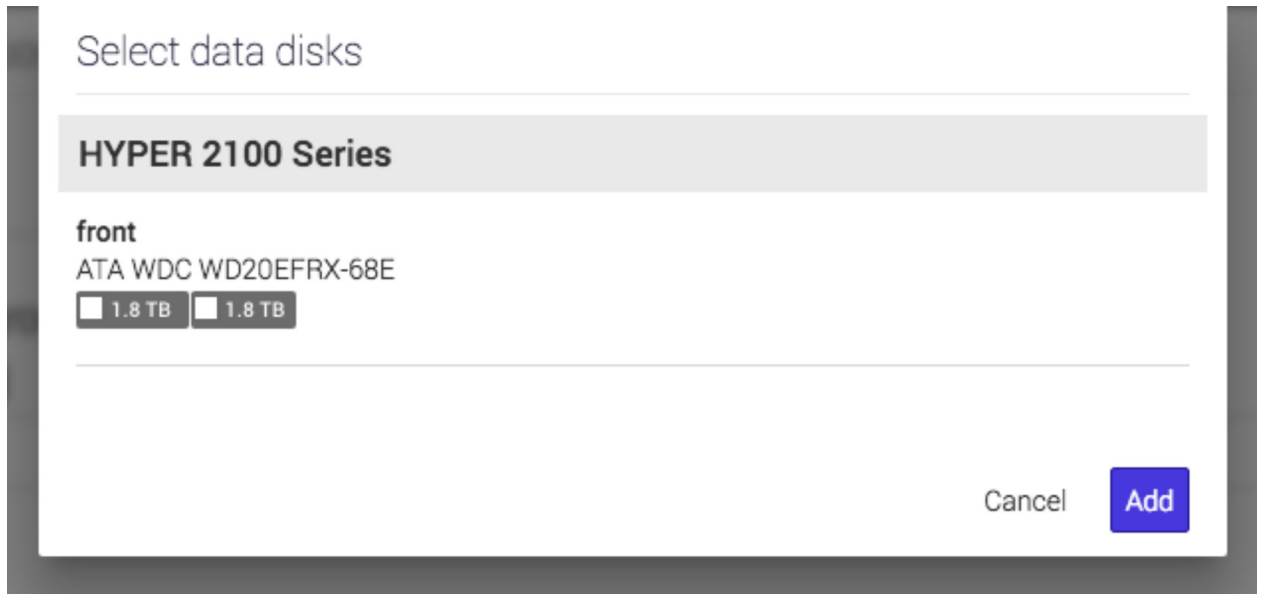 Select data disks
HYPER 2100 Series
front
ATA WDC WD20EFRX-68E
1.8 TB 1.8 TB
Cancel Add